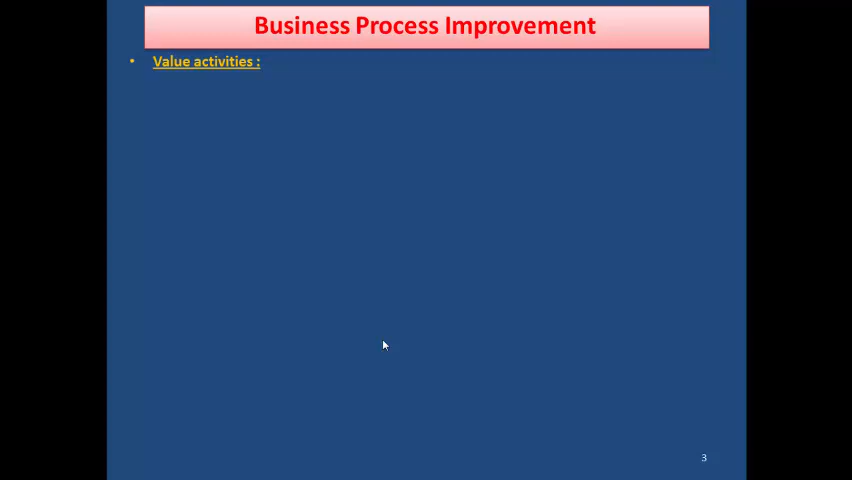 Business Process Improvement
• Value activities :
3